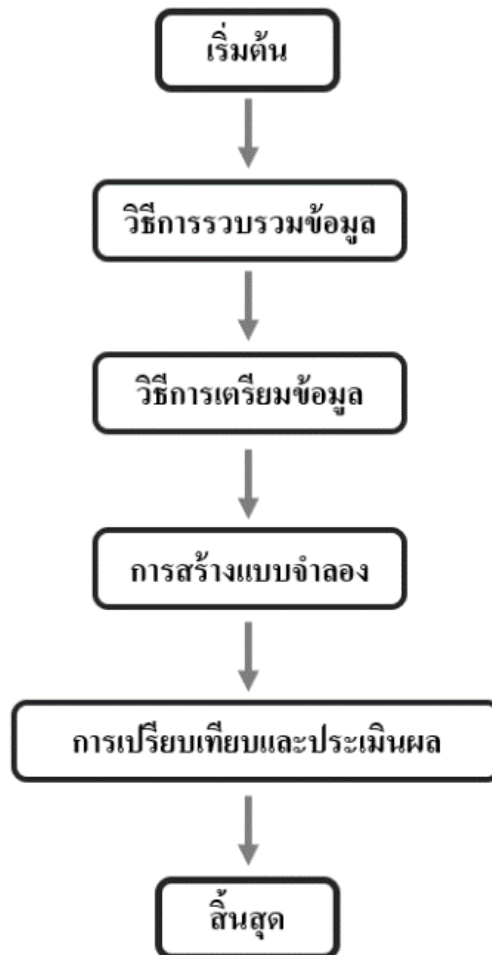 เริ่มต้น
วิธีการรวบรวมข้อมูล
วิธีการเตรียมข้อมูล
การสร้างแบบจำลอง
การเปรียบเทียบและประเมินผล
สิ้นสุด